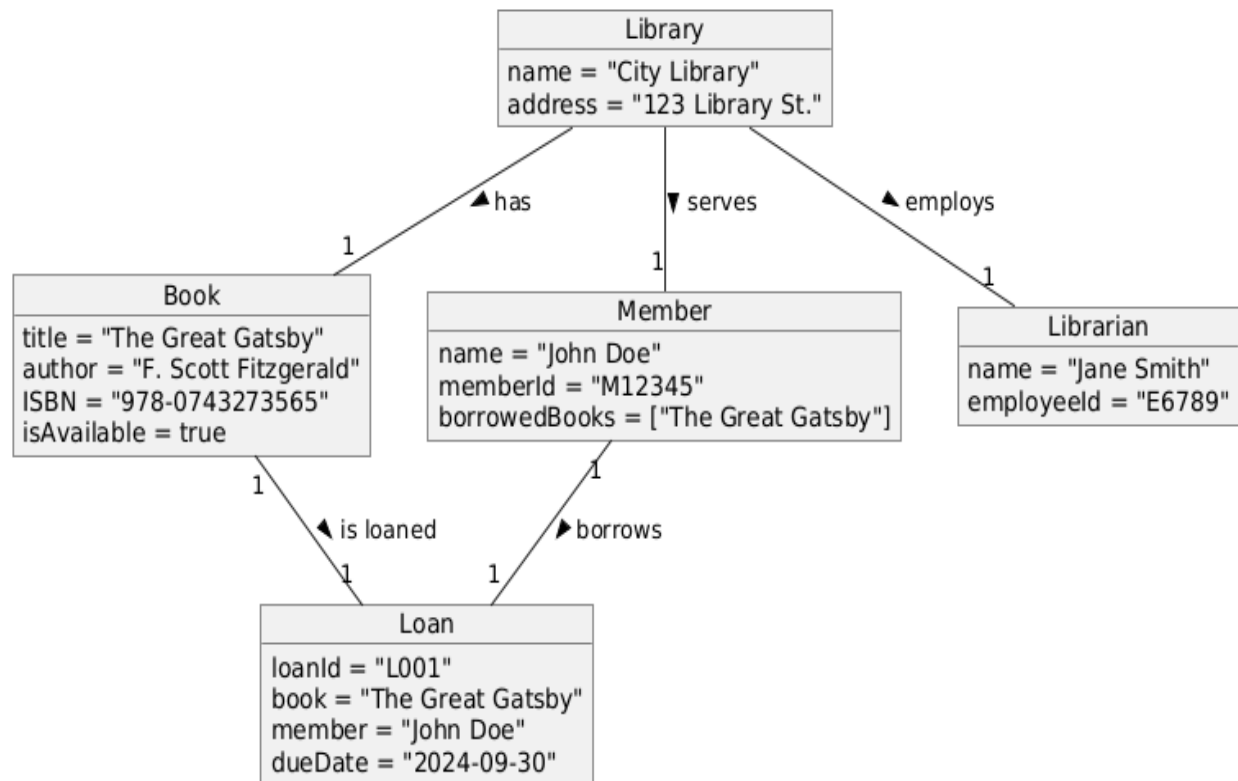 Library
name = "City Library"
address = "123 Library St."
has
serves
employs
1
1
1
Book
title = "The Great Gatsby"
author = "F. Scott Fitzgerald"
ISBN = "978-0743273565"
isAvailable = true
Member
name = "John Doe"
memberId = "M12345"
borrowedBooks = ["The Great Gatsby"]
Librarian
name = "Jane Smith"
employeeId = "E6789"
1
1
is loaned
borrows
1
1
Loan
loanId = "L001"
book = "The Great Gatsby"
member = "John Doe"
dueDate = "2024-09-30"